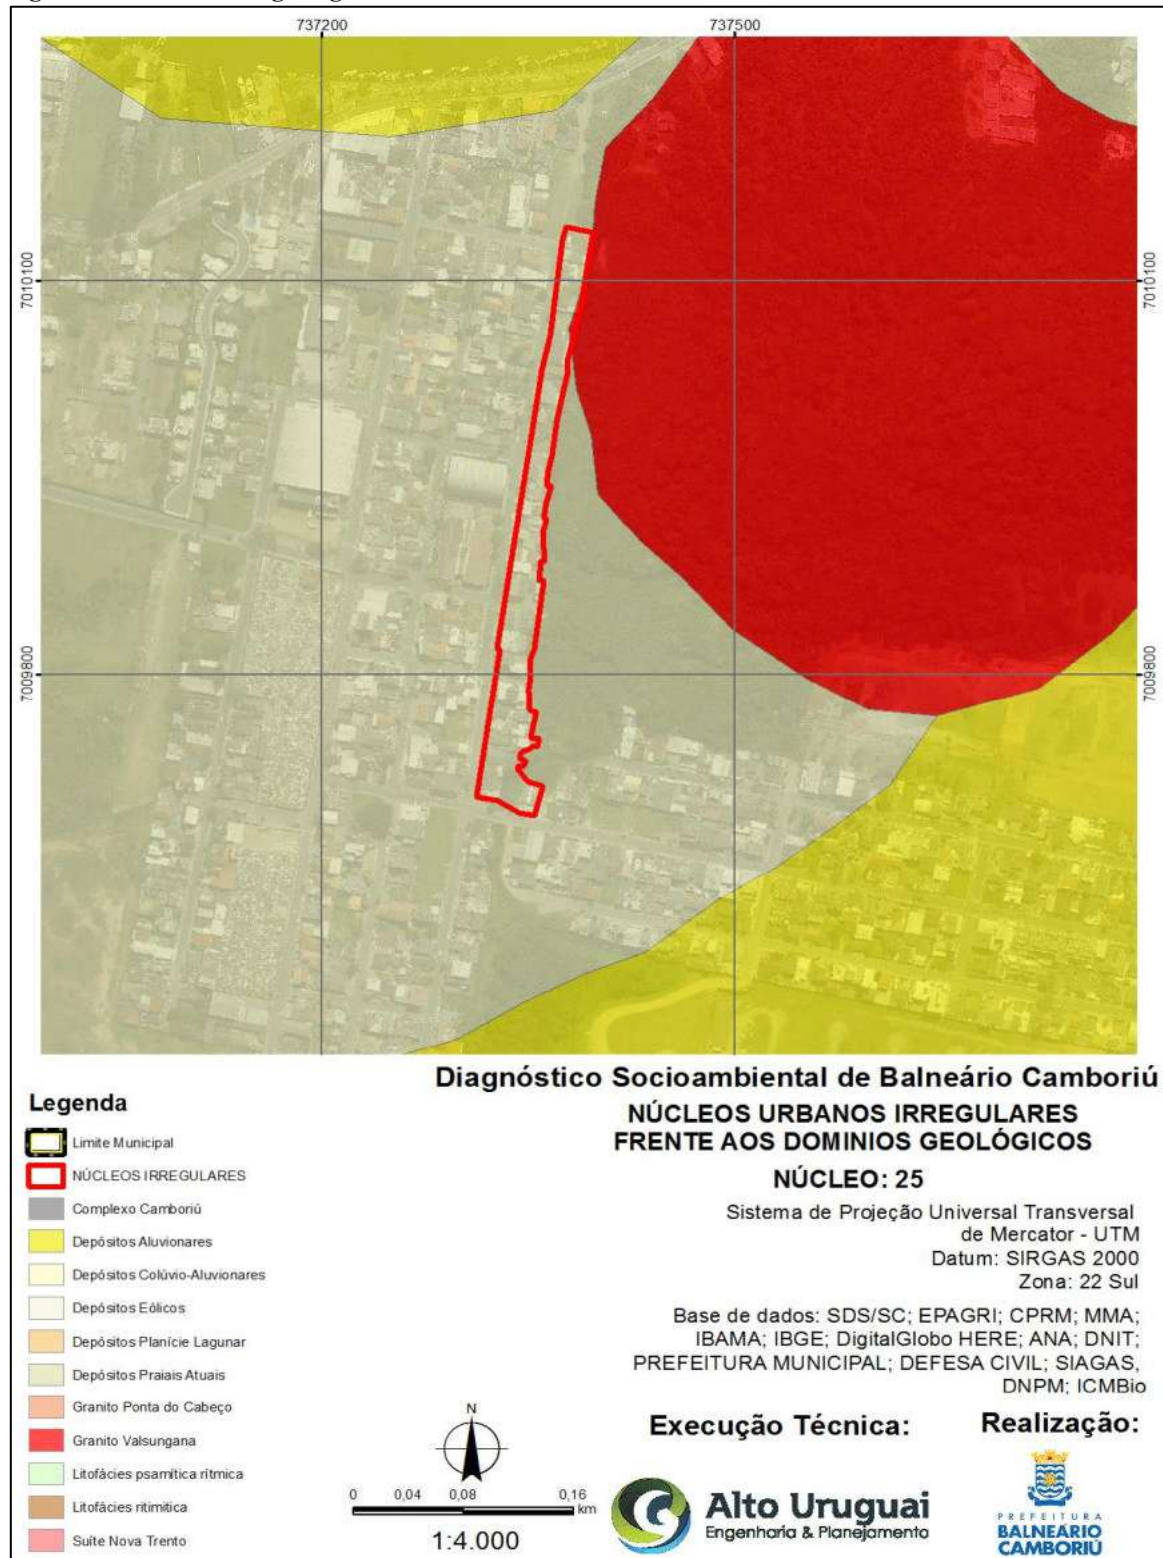 737200
737500
7010100
7010100
7009800
7009800
Diagnóstico Socioambiental de Balneário Camboriú
NÚCLEOS URBANOS IRREGULARES
FRENTE AOS DOMINIOS GEOLÓGICOS
NÚCLEO: 25
Sistema de Projeção Universal Transversal
de Mercator - UTM
Datum: SIRGAS 2000
Zona: 22 Sul
Base de dados: SDS/SC; EPAGRI; CPRM; MMA;
IBAMA; IBGE; DigitalGlobo HERE; ANA; DNIT;
PREFEITURA MUNICIPAL; DEFESA CIVIL; SIAGAS,
DNPM; ICMBio
Legenda
Limite Municipal
NÚCLEOS IRREGULARES
Complexo Camboriú
Depósitos Aluvionares
Depósitos Colúvio-Aluvionares
Depósitos Eólicos
Depósitos Planície Lagunar
Depósitos Praiais Atuais
Granito Ponta do Cabeço
Granito Valsungana
Litofácies psamítica rítmica
Litofácies ritimitica
Suíte Nova Trento
N
0 0,04 0,08 0,16
km
1:4.000
Execução Técnica:
Alto Uruguai
Engenharia & Planejamento
Realização:
PREFEITURA
BALNEÁRIO
CAMBORIÚ